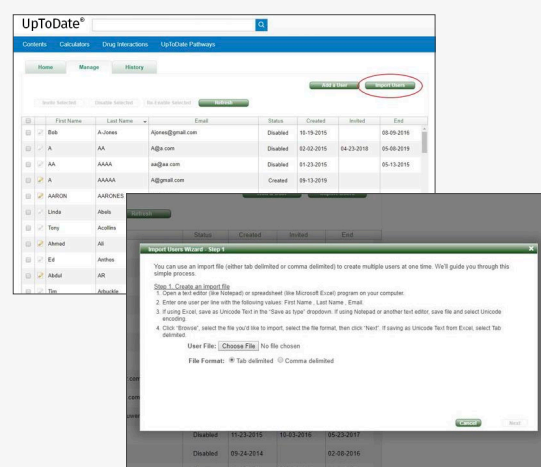 UpToDate®
Contents Calculators Drug Interactions UpToDate Pathways
Home Manage History
Add a User Import Users
Invite Selected Disable Selected Re-Enable Selected Refresh
First Name Last Name Email Status Created Invited End
Bob A-Jones Ajones@gmail.com Disabled 10-19-2015 08-09-2016
A AA A@a.com Disabled 02-02-2015 04-23-2018 05-08-2019
AA AAAA aa@aa.com Disabled 01-23-2015 05-13-2015
A AAAAA A@gmail.com Created 09-13-2019
AARON AARONES
Linda Abels
Tony Acollins
Ahmad Ali
Ed Anthes
Abdul AR
Tim Arbuckle
Refresh
Status Created Invited End
Import Users Wizard - Step 1
You can use an import file (either tab delimited or comma delimited) to create multiple users at one time. We'll guide you through this
simple process.
Step 1. Create an import file
1. Open a text editor (like Notepad) or spreadsheet (like Microsoft Excel) program on your computer.
2. Enter one user per line with the following values: First Name , Last Name , Email
3. If using Excel, save as Unicode Text in the "Save as type" dropdown. If using Notepad or another text editor, save file and select Unicode
encoding.
4. Click "Browse", select the file you'd like to import, select the file format, then click "Next". If saving as Unicode Text from Excel, select Tab
delimited.
User File: Choose File No file chosen
File Format: Tab delimited Comma delimited
Cancel Next
com
com
Disabled 11-23-2015 10-03-2016 05-23-2017
Disabled 09-24-2014 02-08-2016